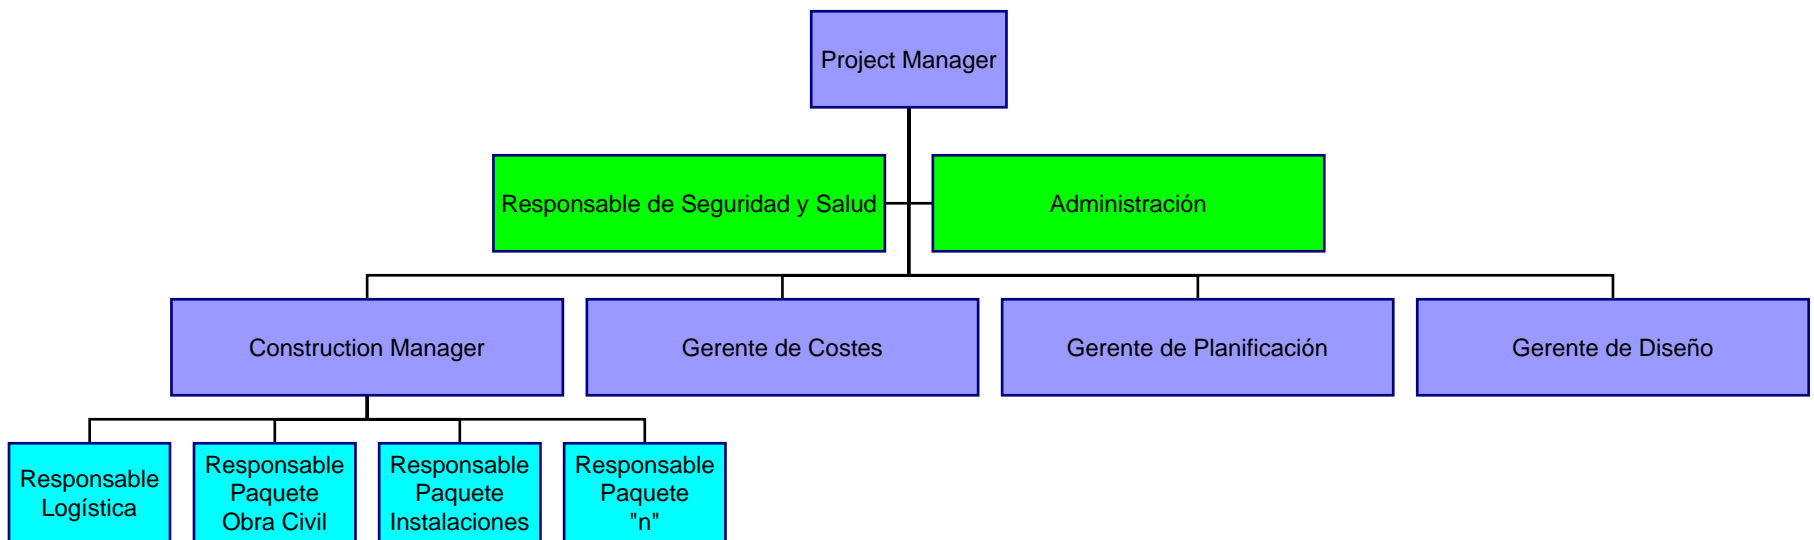 Project Manager
Responsable de Seguridad y Salud
Administración
Construction Manager
Gerente de Costes
Gerente de Planificación
Gerente de Diseño
Responsable
Logística
Responsable
Paquete
Obra Civil
Responsable
Paquete
Instalaciones
Responsable
Paquete
"n"